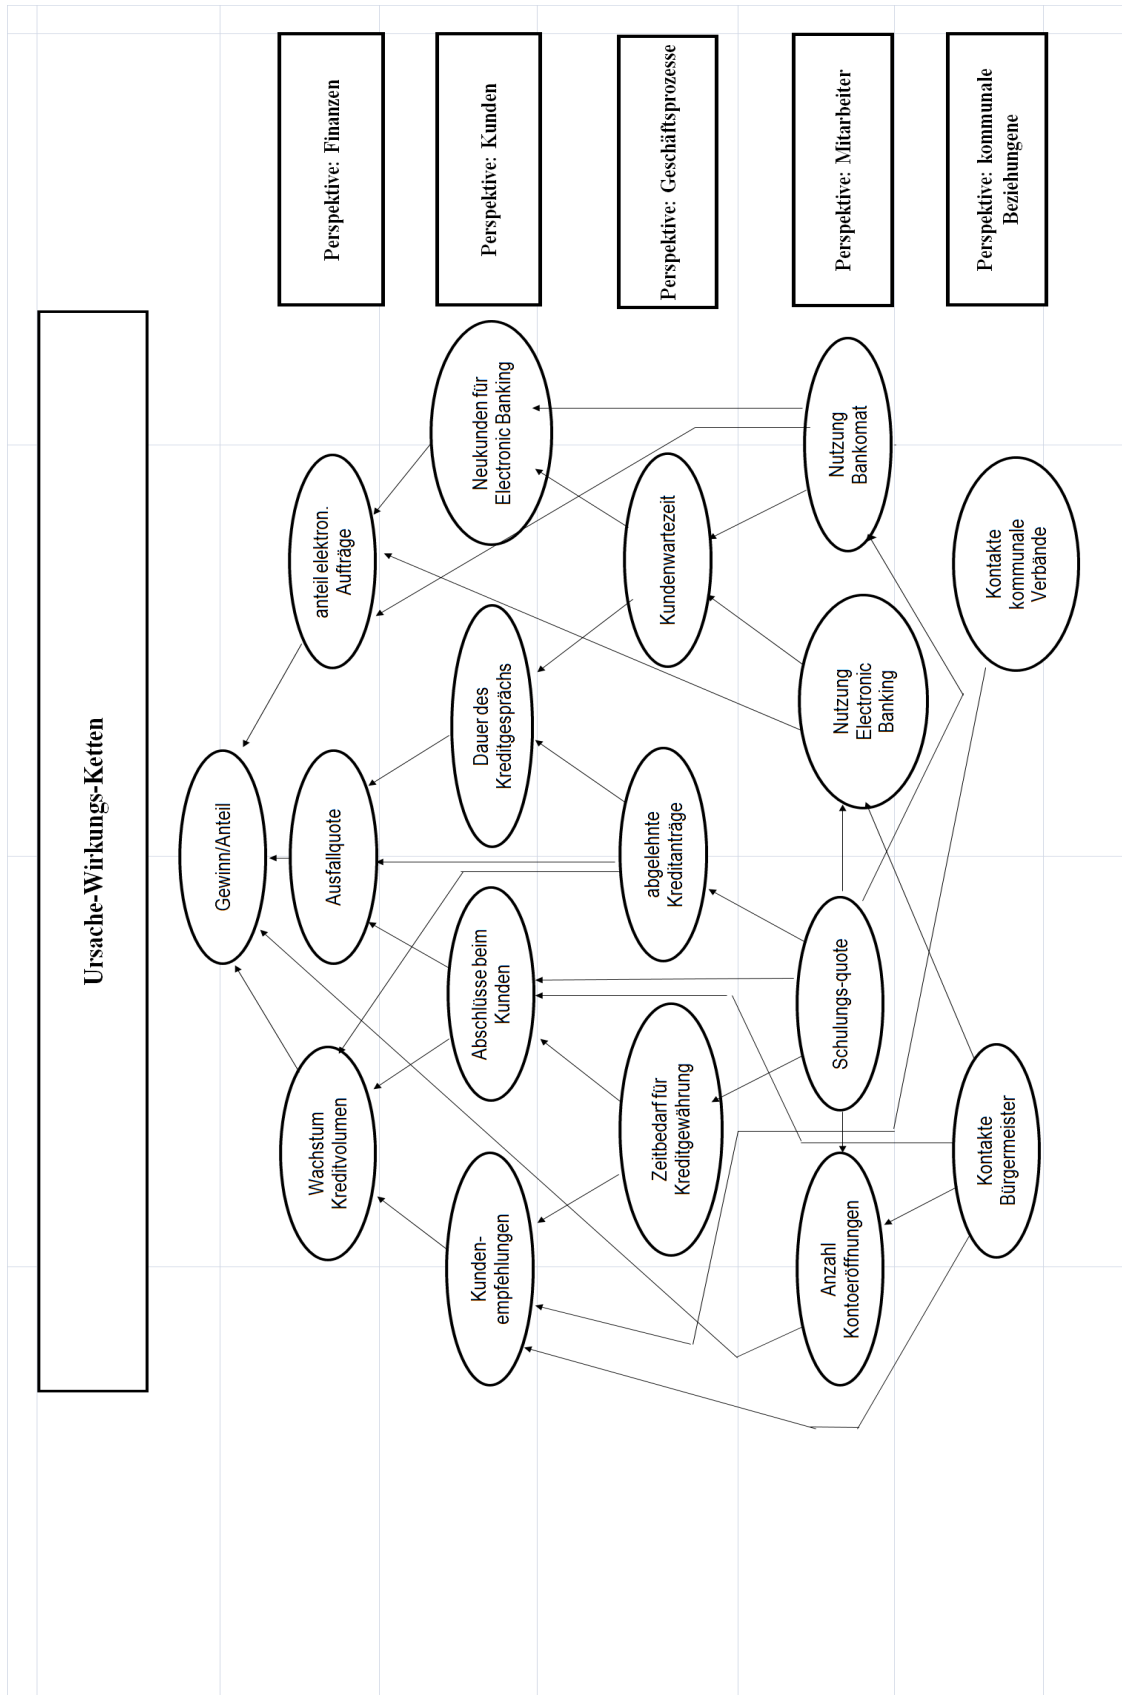 Ursache-Wirkungs-Ketten
Gewinn/Anteil
Wachstum
Kreditvolumen
Ausfallquote
anteil elektron.
Aufträge
Perspektive: Finanzen
Kunden-
empfehlungen
Abschlüsse beim
Kunden
Dauer des
Kreditgesprächs
Neukunden für
Electronic Banking
Perspektive: Kunden
Zeitbedarf für
Kreditgewährung
abgelehnte
Kreditanträge
Kundenwartezeit
Perspektive: Geschäftsprozesse
Anzahl
Kontoeröffnungen
Schulungs-quote
Nutzung
Electronic
Banking
Nutzung
Bankomat
Perspektive: Mitarbeiter
Kontakte
Bürgermeister
Kontakte
kommunale
Verbände
Perspektive: kommunale
Beziehungene